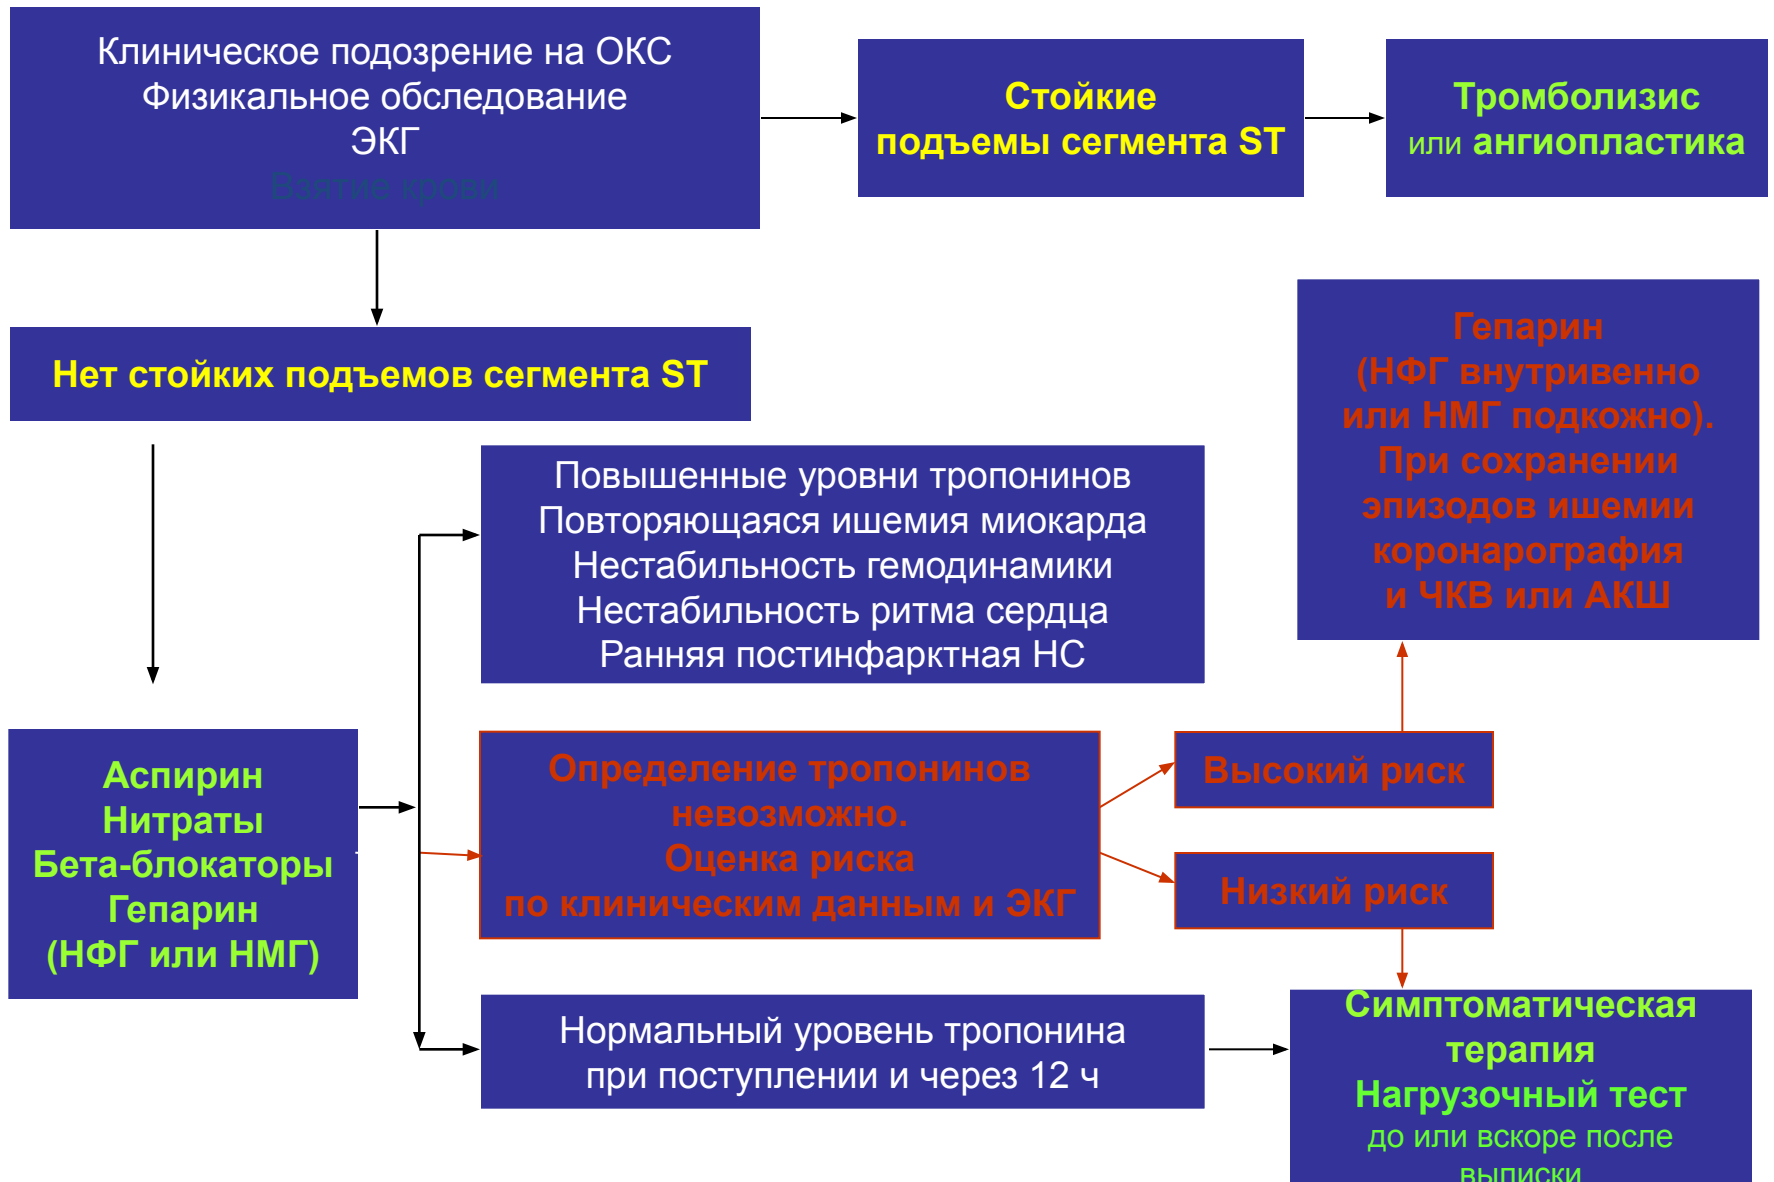 Клиническое подозрение на ОКС
Физикальное обследование
ЭКГ
Взятие крови
Стойкие
подъемы сегмента ST
Тромболизис
или ангиопластика
Нет стойких подъемов сегмента ST
Гепарин
(НФГ внутривенно
или НМГ подкожно).
При сохранении
эпизодов ишемии
коронарография
и ЧКВ или АКШ
Повышенные уровни тропонинов
Повторяющаяся ишемия миокарда
Нестабильность гемодинамики
Нестабильность ритма сердца
Ранняя постинфарктная НС
Аспирин
Нитраты
Бета-блокаторы
Гепарин
(НФГ или НМГ)
Определение тропонинов
невозможно.
Оценка риска
по клиническим данным и ЭКГ
Высокий риск
Низкий риск
Нормальный уровень тропонина
при поступлении и через 12 ч
Симптоматическая
терапия
Нагрузочный тест
до или вскоре после
выписки